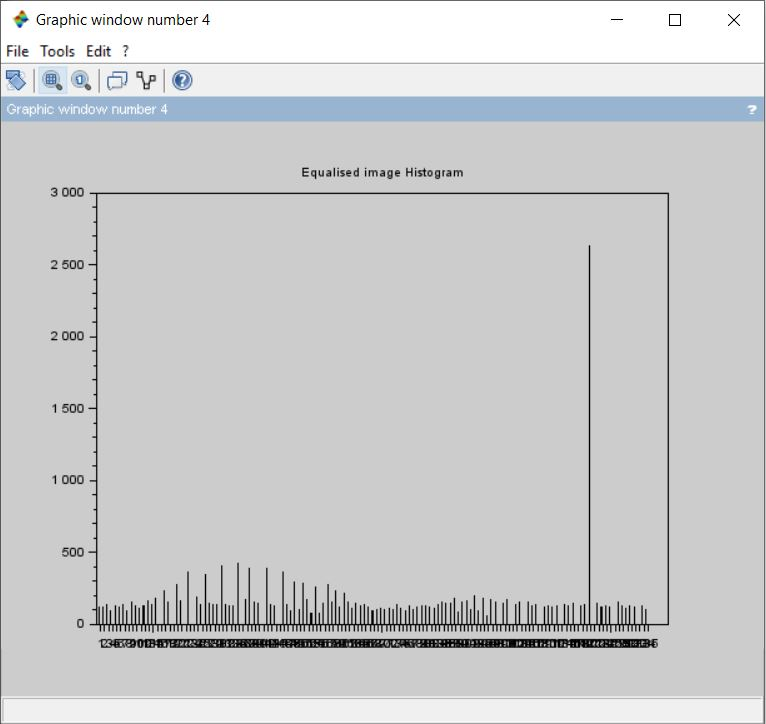 Graphic window number 4
File Tools Edit ?
Graphic window number 4 ?
Equalised image Histogram
3 000
2 500
2 000
1 500
1 000
500
0